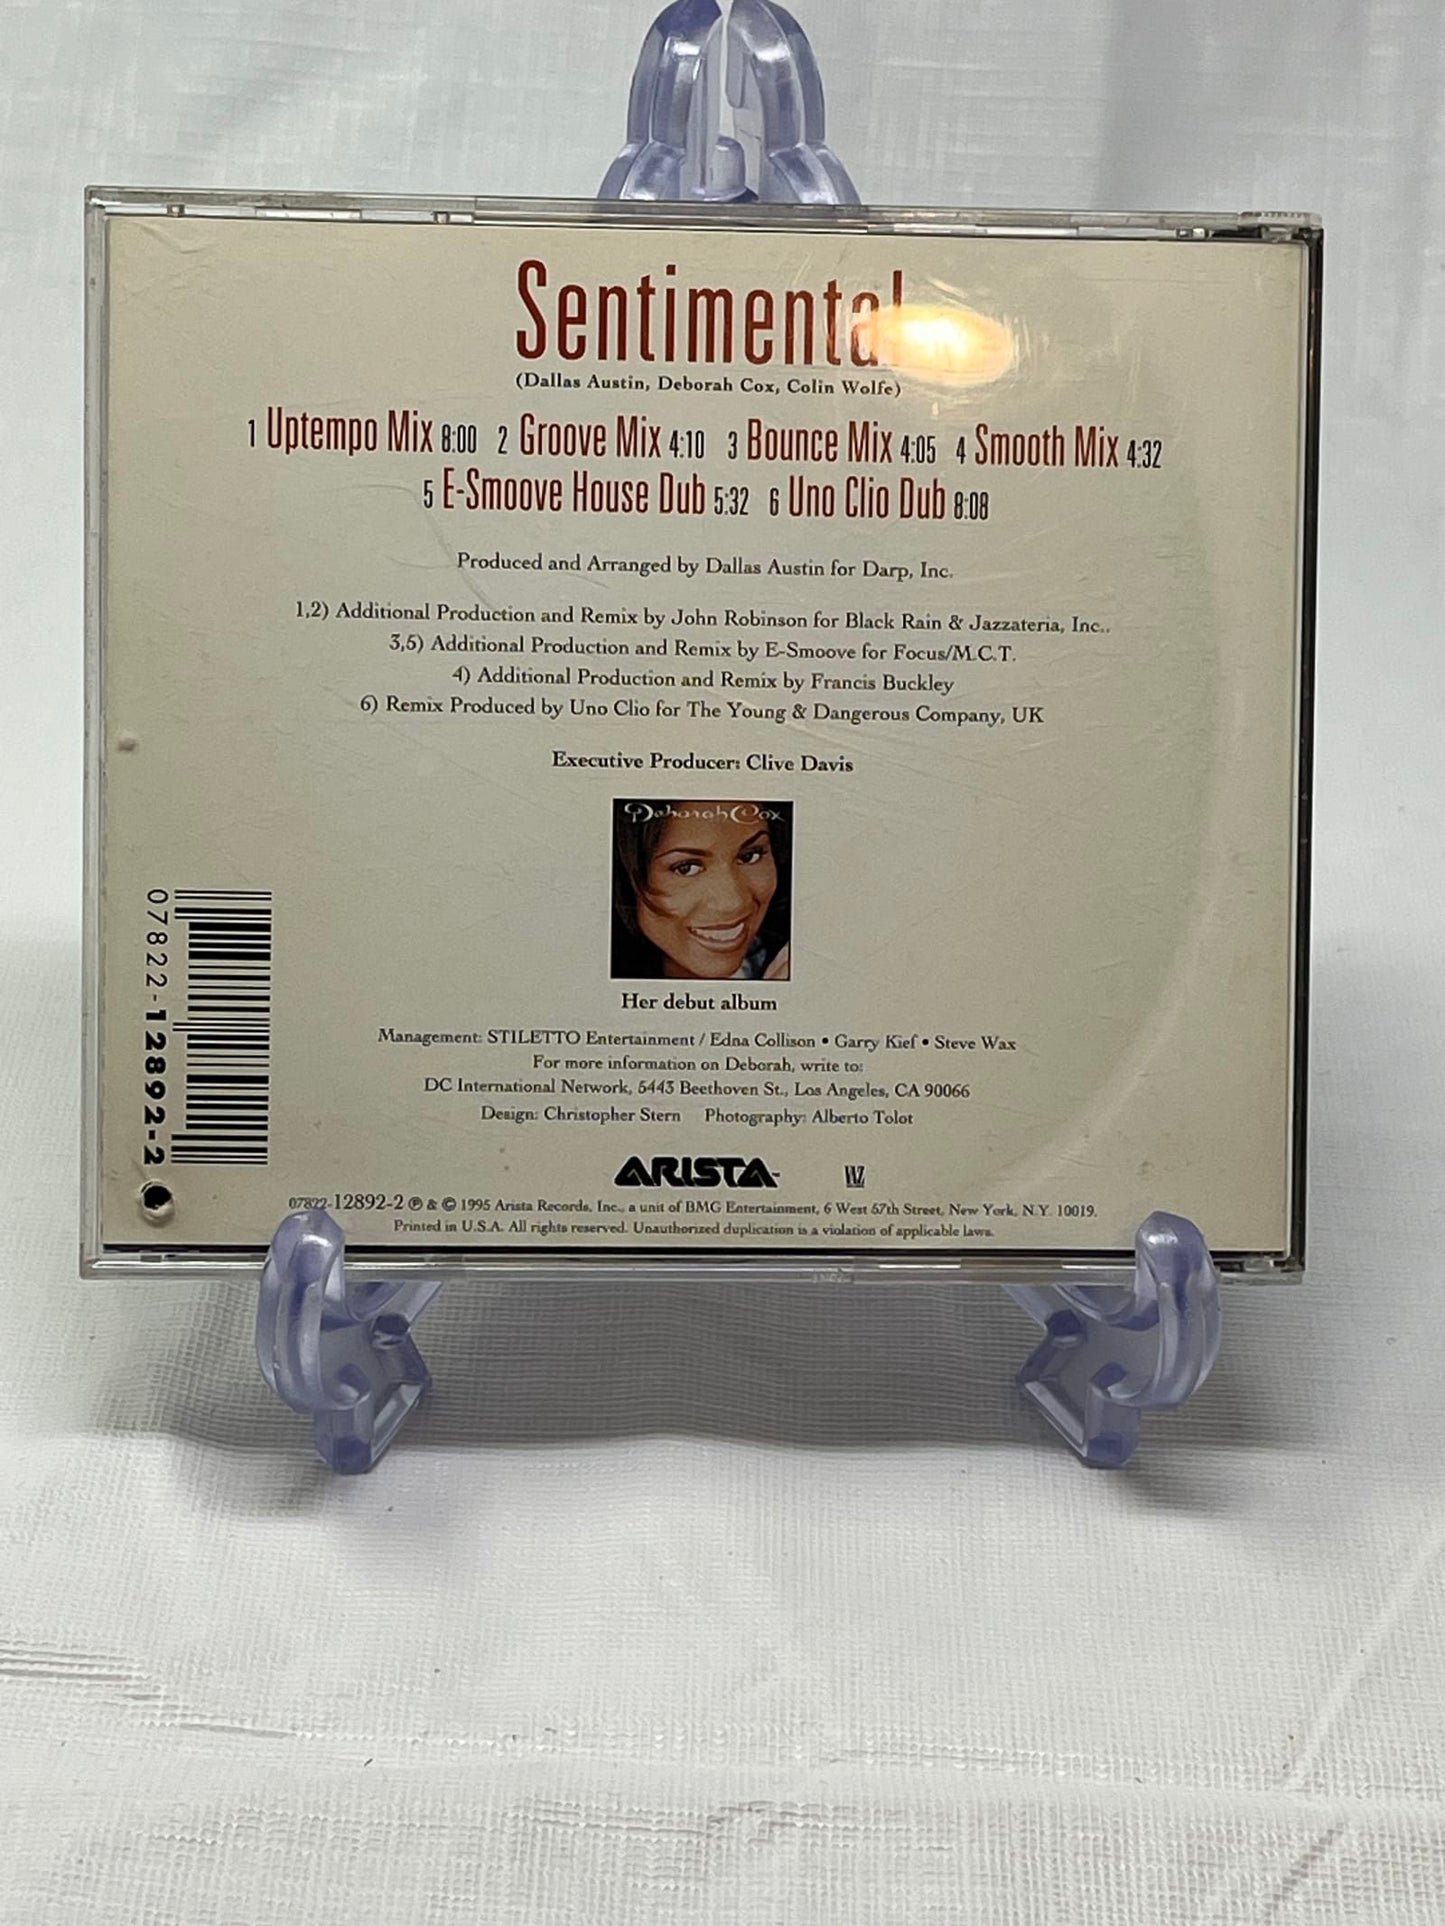 Sentimental
(Dallas Austin, Deborah Cox, Colin Wolfe)
1 Uptempo Mix 8:00 2 Groove Mix 4:10 3 Bounce Mix 4:05 4 Smooth Mix 4:32
5 E-Smoove House Dub 5:32 6 Uno Clio Dub 8:08
Produced and Arranged by Dallas Austin for Darp, Inc.
1,2) Additional Production and Remix by John Robinson for Black Rain & Jazzateria, Inc..
3,5) Additional Production and Remix by E-Smoove for Focus/M.C.T.
4) Additional Production and Remix by Francis Buckley
6) Remix Produced by Uno Clio for The Young & Dangerous Company, UK
Executive Producer: Clive Davis
Deborah Cox
Her debut album
Management: STILETTO Entertainment / Edna Collison • Garry Kief • Steve Wax
For more information on Deborah, write to:
DC International Network, 5443 Beethoven St., Los Angeles, CA 90066
Design: Christopher Stern Photography: Alberto Tolot
ARISTA
07822-12892-2 ℗ & © 1995 Arista Records, Inc., a unit of BMG Entertainment, 6 West 57th Street, New York, N.Y. 10019.
Printed in U.S.A. All rights reserved. Unauthorized duplication is a violation of applicable laws.
07822-12892-2